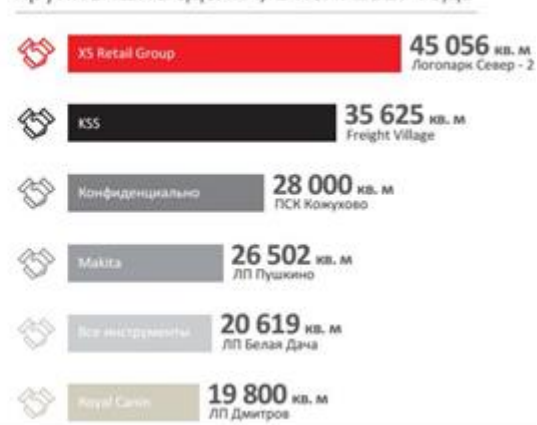 X5 Retail Group
45 056 кв. м
Логопарк Север - 2
KSS
35 625 кв. м
Freight Village
Конфиденциально
28 000 кв. м
ПСК Кожухово
Makita
26 502 кв. м
ЛП Пушкино
Все инструменты
20 619 кв. м
ЛП Белая Дача
Royal Canin
19 800 кв. м
ЛП Дмитров